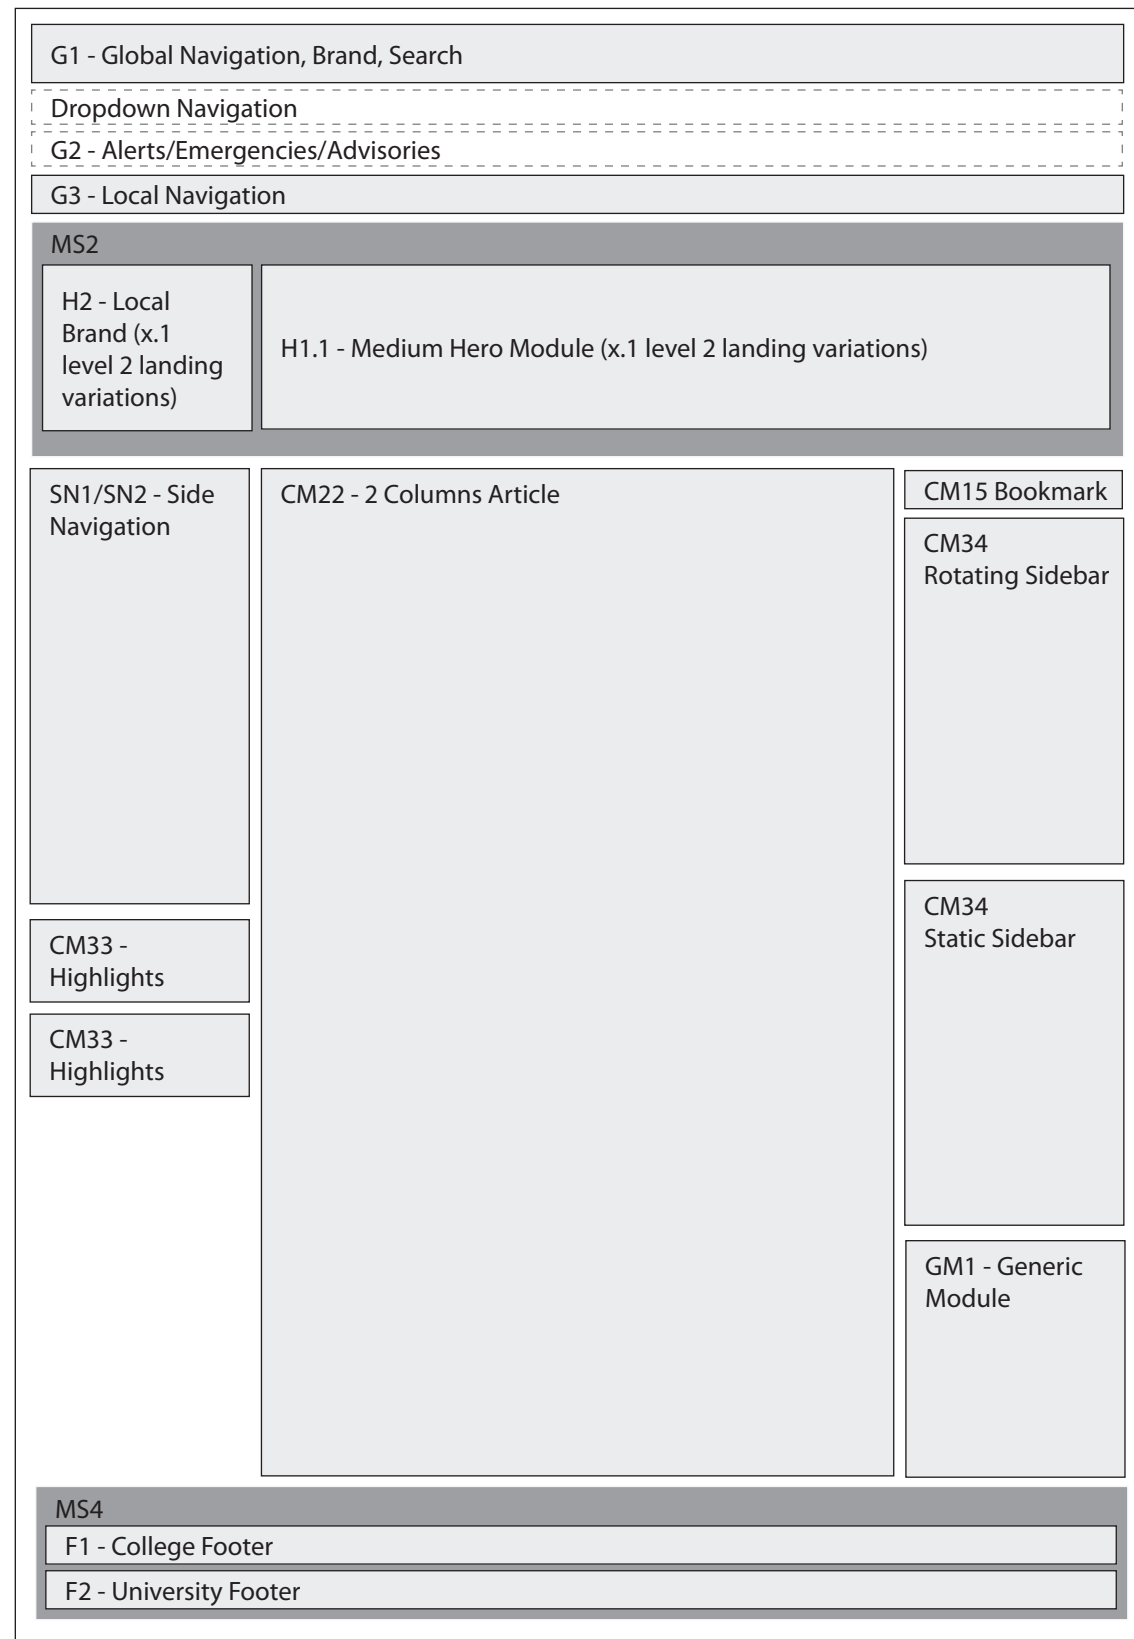 G1 - Global Navigation, Brand, Search
Dropdown Navigation
G2 - Alerts/Emergencies/Advisories
G3 - Local Navigation
MS2
H2 - Local
Brand (x.1
level 2 landing
variations)
H1.1 - Medium Hero Module (x.1 level 2 landing variations)
SN1/SN2 - Side
Navigation
CM33 -
Highlights
CM33 -
Highlights
CM22 - 2 Columns Article
CM15 Bookmark
CM34
Rotating Sidebar
CM34
Static Sidebar
GM1 - Generic
Module
MS4
F1 - College Footer
F2 - University Footer